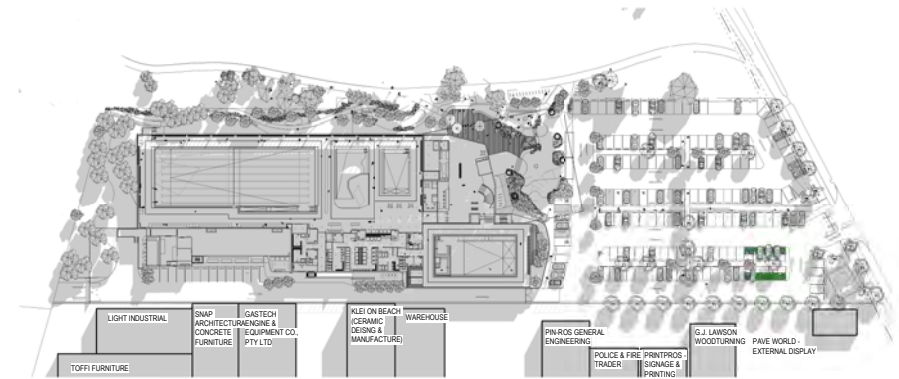 LIGHT INDUSTRIAL
TOFFI FURNITURE
SNAP
ARCHITECTURAL
CONCRETE
FURNITURE
GASTECH
ENGINE &
EQUIPMENT CO.,
PTY LTD
KLEI ON BEACH
(CERAMIC
DEISNG &
MANUFACTURE)
WAREHOUSE
PIN-ROS GENERAL
ENGINEERING
POLICE & FIRE
TRADER
PRINTPROS -
SIGNAGE &
PRINTING
G.J. LAWSON
WOODTURNING
PAVE WORLD -
EXTERNAL DISPLAY